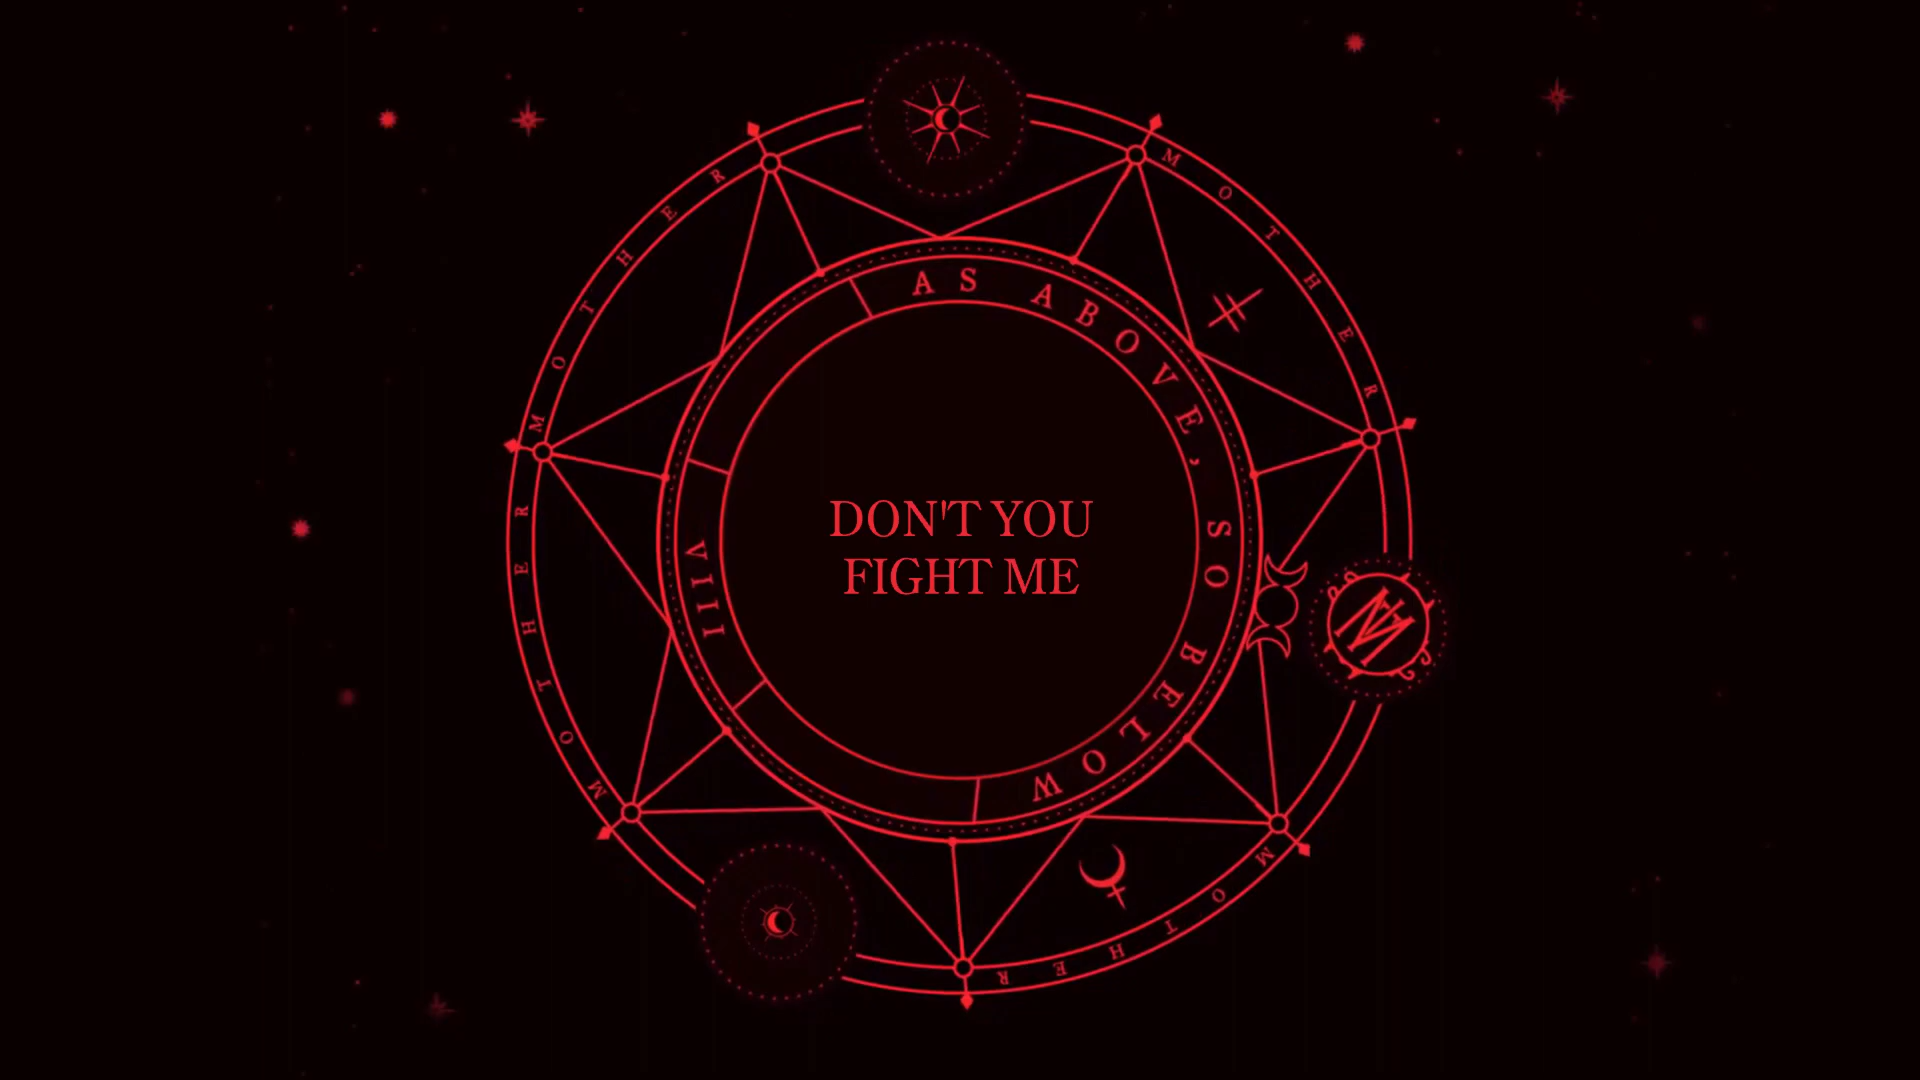 DON'T YOU
FIGHT ME
AS ABOVE, SO BELOW
VIII
MOTHER
MOTHER
MOTHER
MOTHER
M